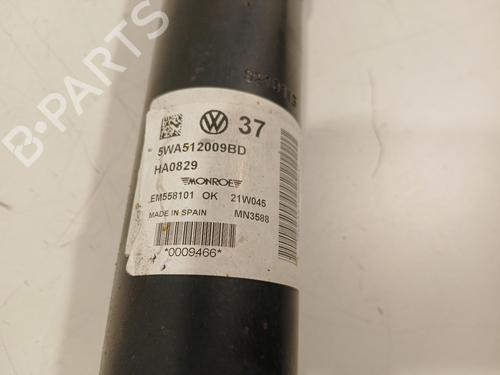 37
5WA512009BD
HA0829
MONROE
EM558101 OK 21W045
MADE IN SPAIN MN3588
*0009466*
B-PARTS